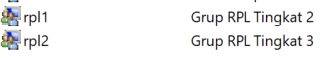 rpl1 Grup RPL Tingkat 2
rpl2 Grup RPL Tingkat 3